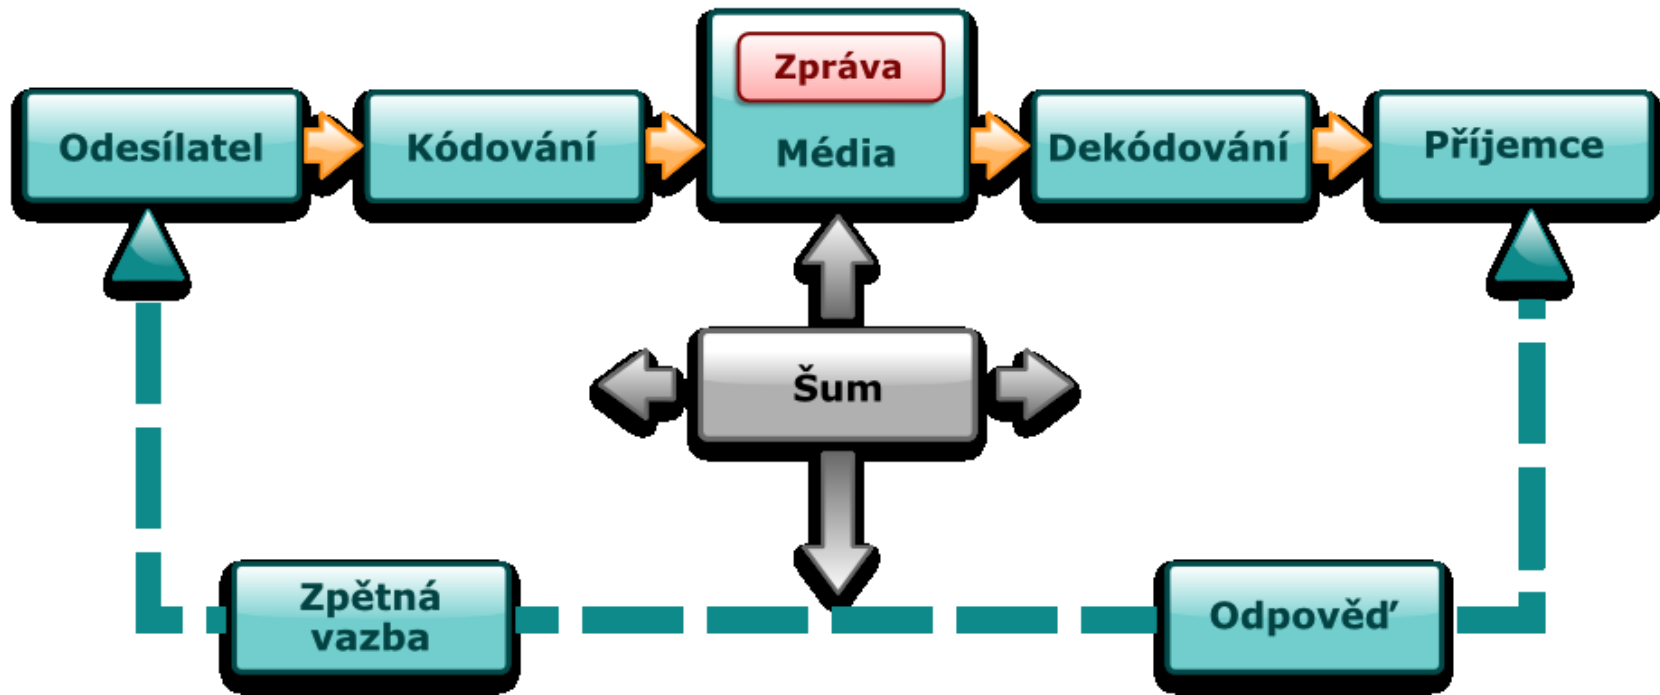 Zpráva
Odesílatel
Kódování
Média
Dekódování
Příjemce
Šum
Zpětná
vazba
Odpověď